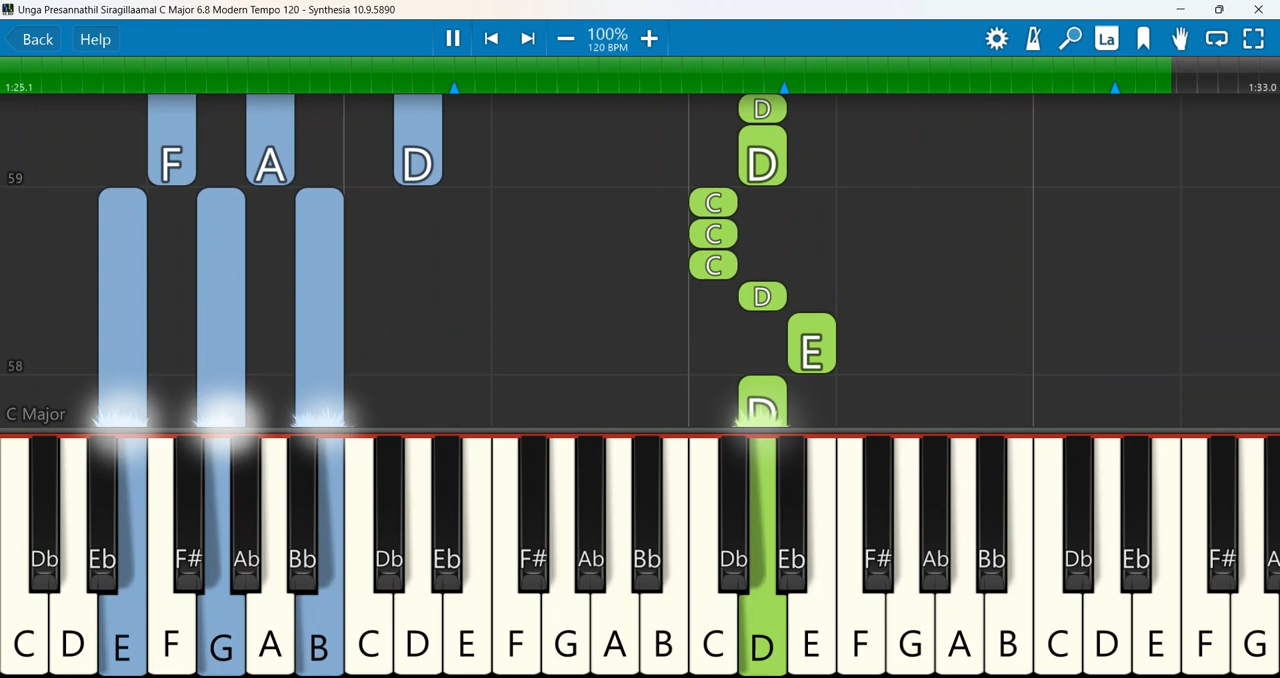 Unga Presannathil Siragillaamal C Major 6.8 Modern Tempo 120 - Synthesia 10.9.5890
Back Help 100% La
120 BPM
1:25.1 1:33.0
D
F A D D
59
C
C
C
D
E
58
D
C Major
Db Eb F# Ab Bb Db Eb F# Ab Bb Db Eb F# Ab Bb Db Eb F# A
C D E F G A B C D E F G A B C D E F G A B C D E F G